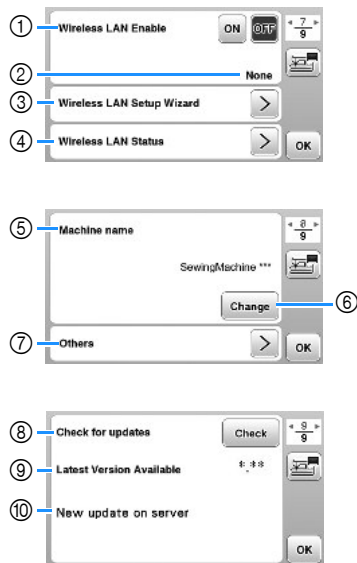 ① Wireless LAN Enable ON OFF 7/9
② None
③ Wireless LAN Setup Wizard >
④ Wireless LAN Status > OK
⑤ Machine name 8/9
SewingMachine ***
Change ⑥
⑦ Others > OK
⑧ Check for updates Check 9/9
⑨ Latest Version Available *.**
⑩ New update on server
OK